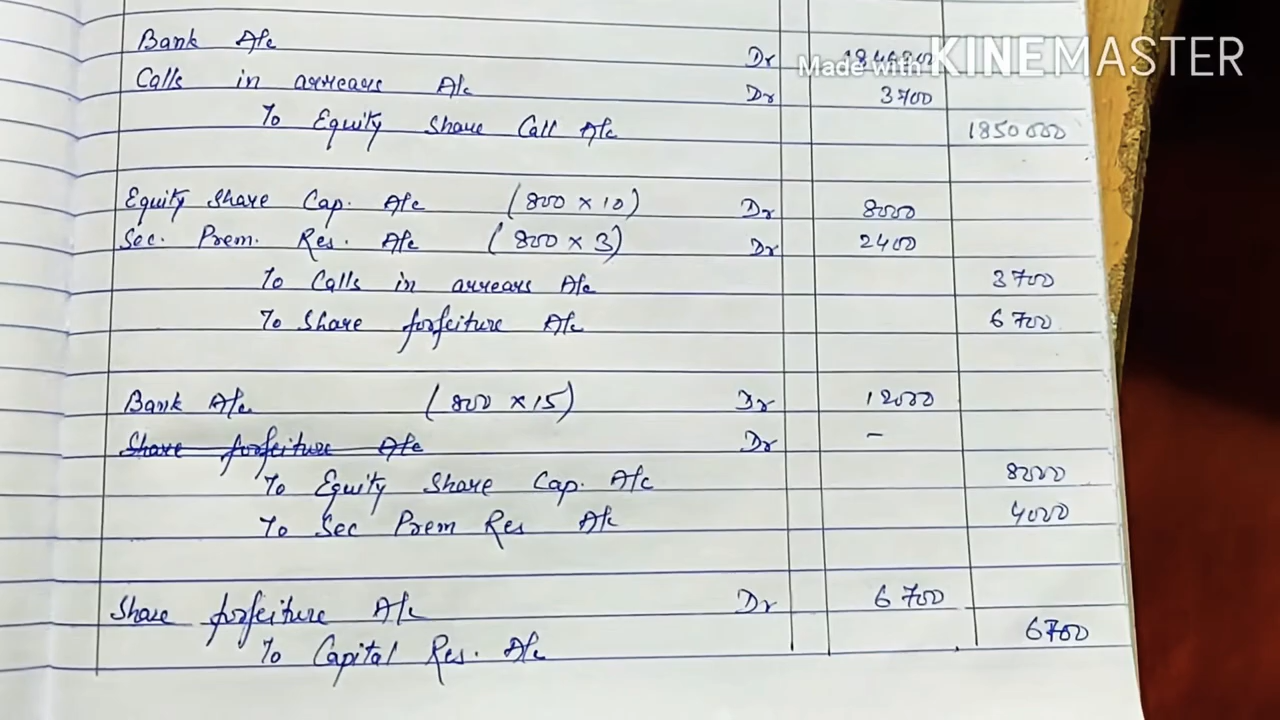 Bank A/c Dr 1846300
Made with KINEMASTER
Calls in arrears A/c Dr 3700
To Equity Share Call A/c 1850000
Equity Share Cap. A/c (800 × 10) Dr 8000
Sec. Prem. Res. A/c (800 × 3) Dr 2400
To Calls in arrears A/c 3700
To Share forfeiture A/c 6700
Bank A/c (800 × 15) Dr 12000
Share forfeiture A/c Dr –
To Equity Share Cap. A/c 8000
To Sec Prem Res A/c 4000
Share forfeiture A/c Dr 6700
To Capital Res. A/c 6700